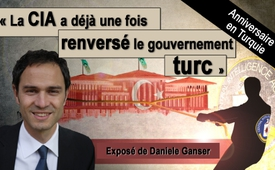 « La CIA a déjà une fois
renversé le gouvernement
turc »
Anniversaire
en Turquie
Exposé de Daniele Ganser